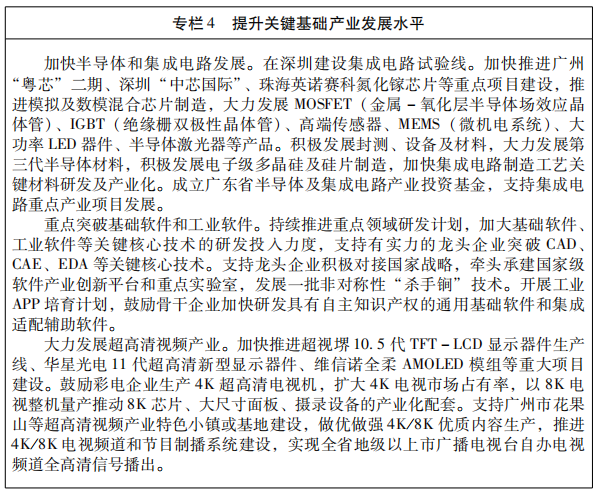 专栏 4　提升关键基础产业发展水平
加快半导体和集成电路发展。在深圳建设集成电路试验线。加快推进广州
“粤芯”二期、深圳“中芯国际”、珠海英诺赛科氮化镓芯片等重点项目建设，推
进模拟及数模混合芯片制造，大力发展 MOSFET（金属－氧化层半导体场效应晶
体管）、IGBT（绝缘栅双极性晶体管）、高端传感器、MEMS（微机电系统）、大
功率 LED 器件、半导体激光器等产品。积极发展封测、设备及材料，大力发展第
三代半导体材料，积极发展电子级多晶硅及硅片制造，加快集成电路制造工艺关
键材料研发及产业化。成立广东省半导体及集成电路产业投资基金，支持集成电
路重点产业项目发展。
重点突破基础软件和工业软件。持续推进重点领域研发计划，加大基础软件、
工业软件等关键核心技术的研发投入力度，支持有实力的龙头企业突破 CAD、
CAE、EDA 等关键核心技术。支持龙头企业积极对接国家战略，牵头承建国家级
软件产业创新平台和重点实验室，发展一批非对称性“杀手锏”技术。开展工业
APP 培育计划，鼓励骨干企业加快研发具有自主知识产权的通用基础软件和集成
适配辅助软件。
大力发展超高清视频产业。加快推进超视堺 10. 5 代 TFT－LCD 显示器件生产
线、华星光电 11 代超高清新型显示器件、维信诺全柔 AMOLED 模组等重大项目
建设。鼓励彩电企业生产 4K 超高清电视机，扩大 4K 电视市场占有率，以 8K 电
视整机量产推动 8K 芯片、大尺寸面板、摄录设备的产业化配套。支持广州市花果
山等超高清视频产业特色小镇或基地建设，做优做强 4K/8K 优质内容生产，推进
4K/8K 电视频道和节目制播系统建设，实现全省地级以上市广播电视台自办电视
频道全高清信号播出。